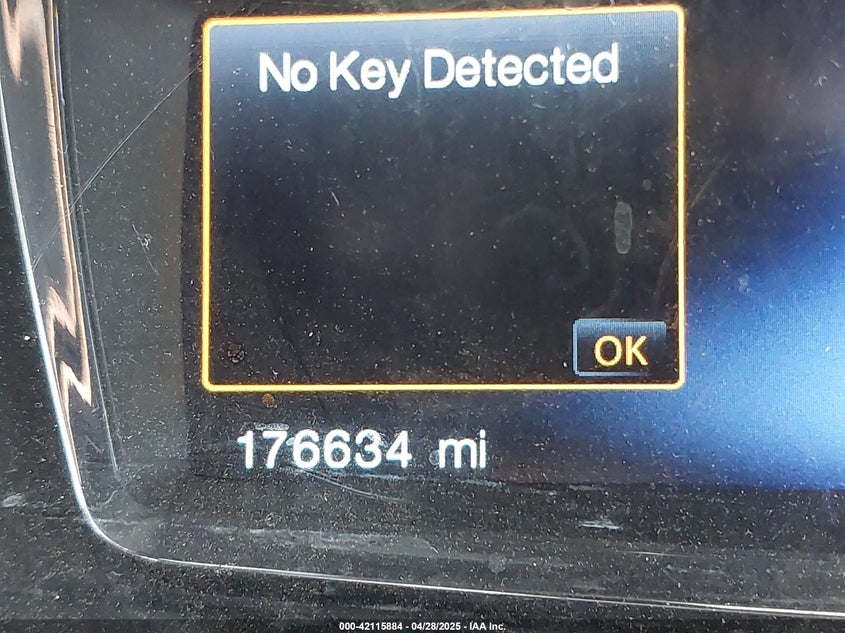 No Key Detected
OK
176634 mi
000-42115884 - 04/28/2025 - IAA Inc.